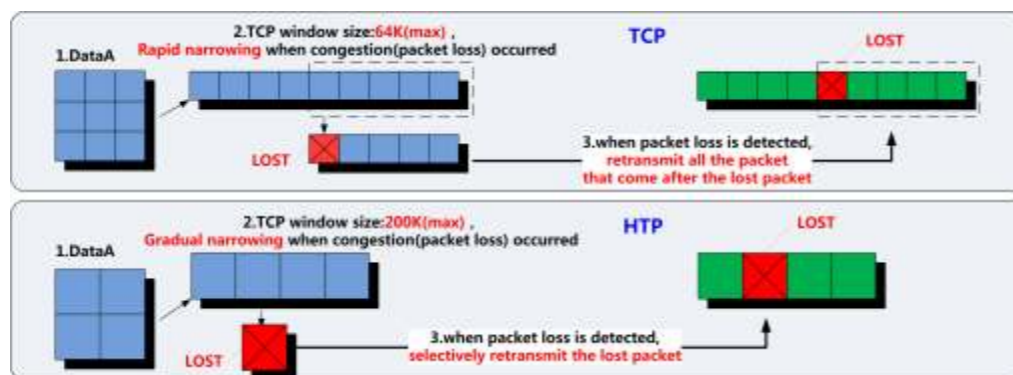 2.TCP window size:64K(max) ,
Rapid narrowing when congestion(packet loss) occurred
TCP
LOST
1.DataA
LOST
3.when packet loss is detected,
retransmit all the packet
that come after the lost packet
2.TCP window size:200K(max) ,
Gradual narrowing when congestion(packet loss) occurred
HTP
LOST
1.DataA
LOST
3.when packet loss is detected,
selectively retransmit the lost packet